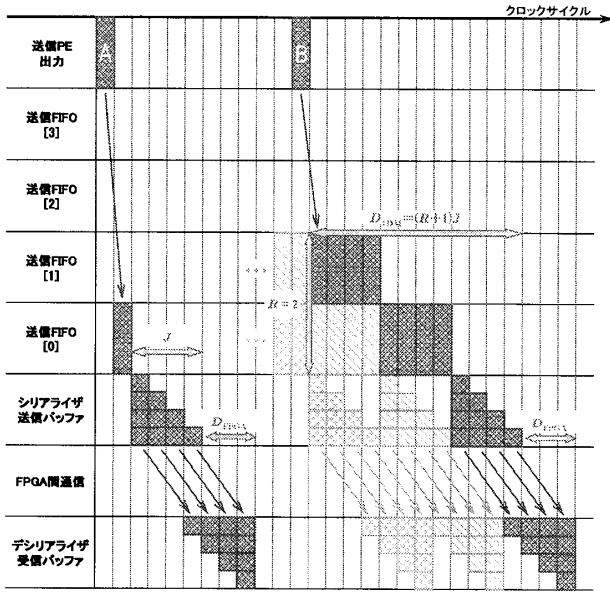 クロックサイクル
送信PE
出力
A
B
送信FIFO
[3]
送信FIFO
[2]
送信FIFO
[1]
送信FIFO
[0]
R = 2
J
シリアライザ
送信バッファ
D_FPGA
D_FPGA
FPGA間通信
デシリアライザ
受信バッファ